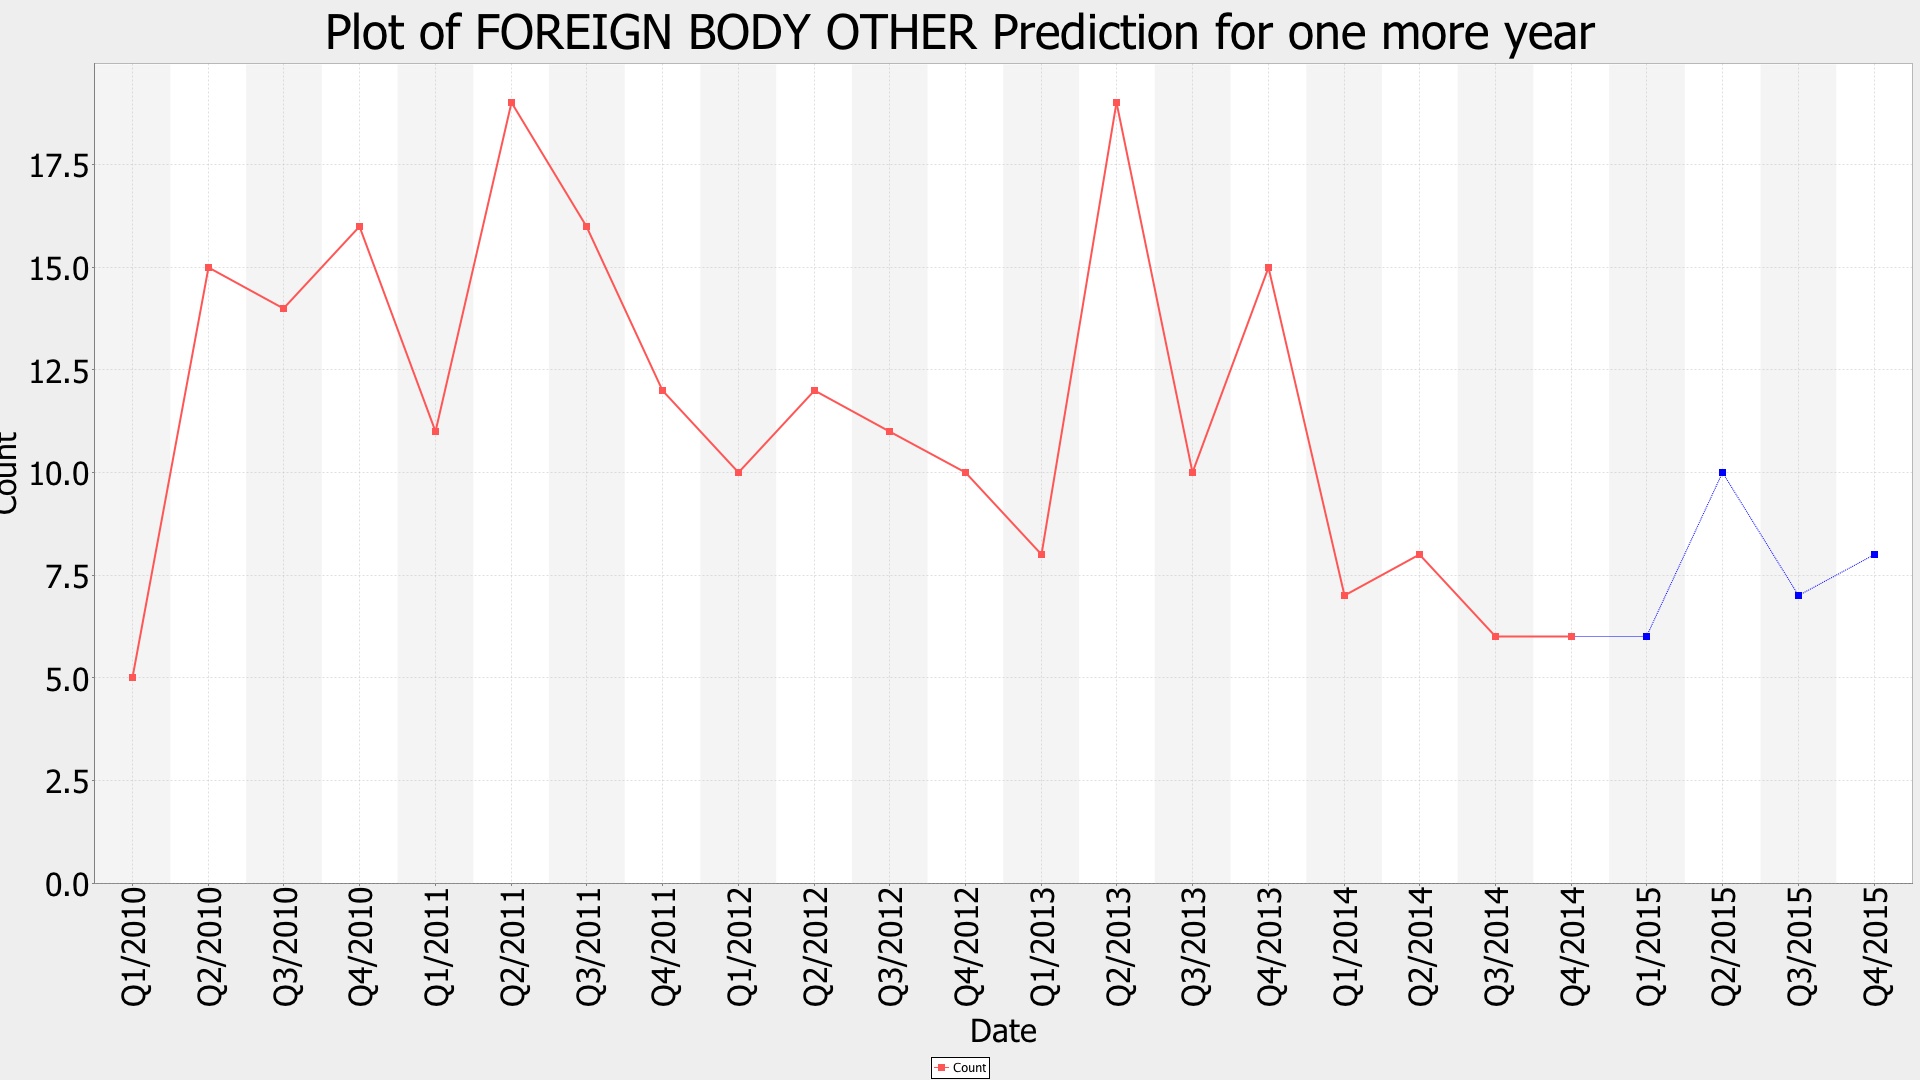 Plot of FOREIGN BODY OTHER Prediction for one more year
Count
17.5
15.0
12.5
10.0
7.5
5.0
2.5
0.0
Q1/2010
Q2/2010
Q3/2010
Q4/2010
Q1/2011
Q2/2011
Q3/2011
Q4/2011
Q1/2012
Q2/2012
Q3/2012
Q4/2012
Q1/2013
Q2/2013
Q3/2013
Q4/2013
Q1/2014
Q2/2014
Q3/2014
Q4/2014
Q1/2015
Q2/2015
Q3/2015
Q4/2015
Date
Count